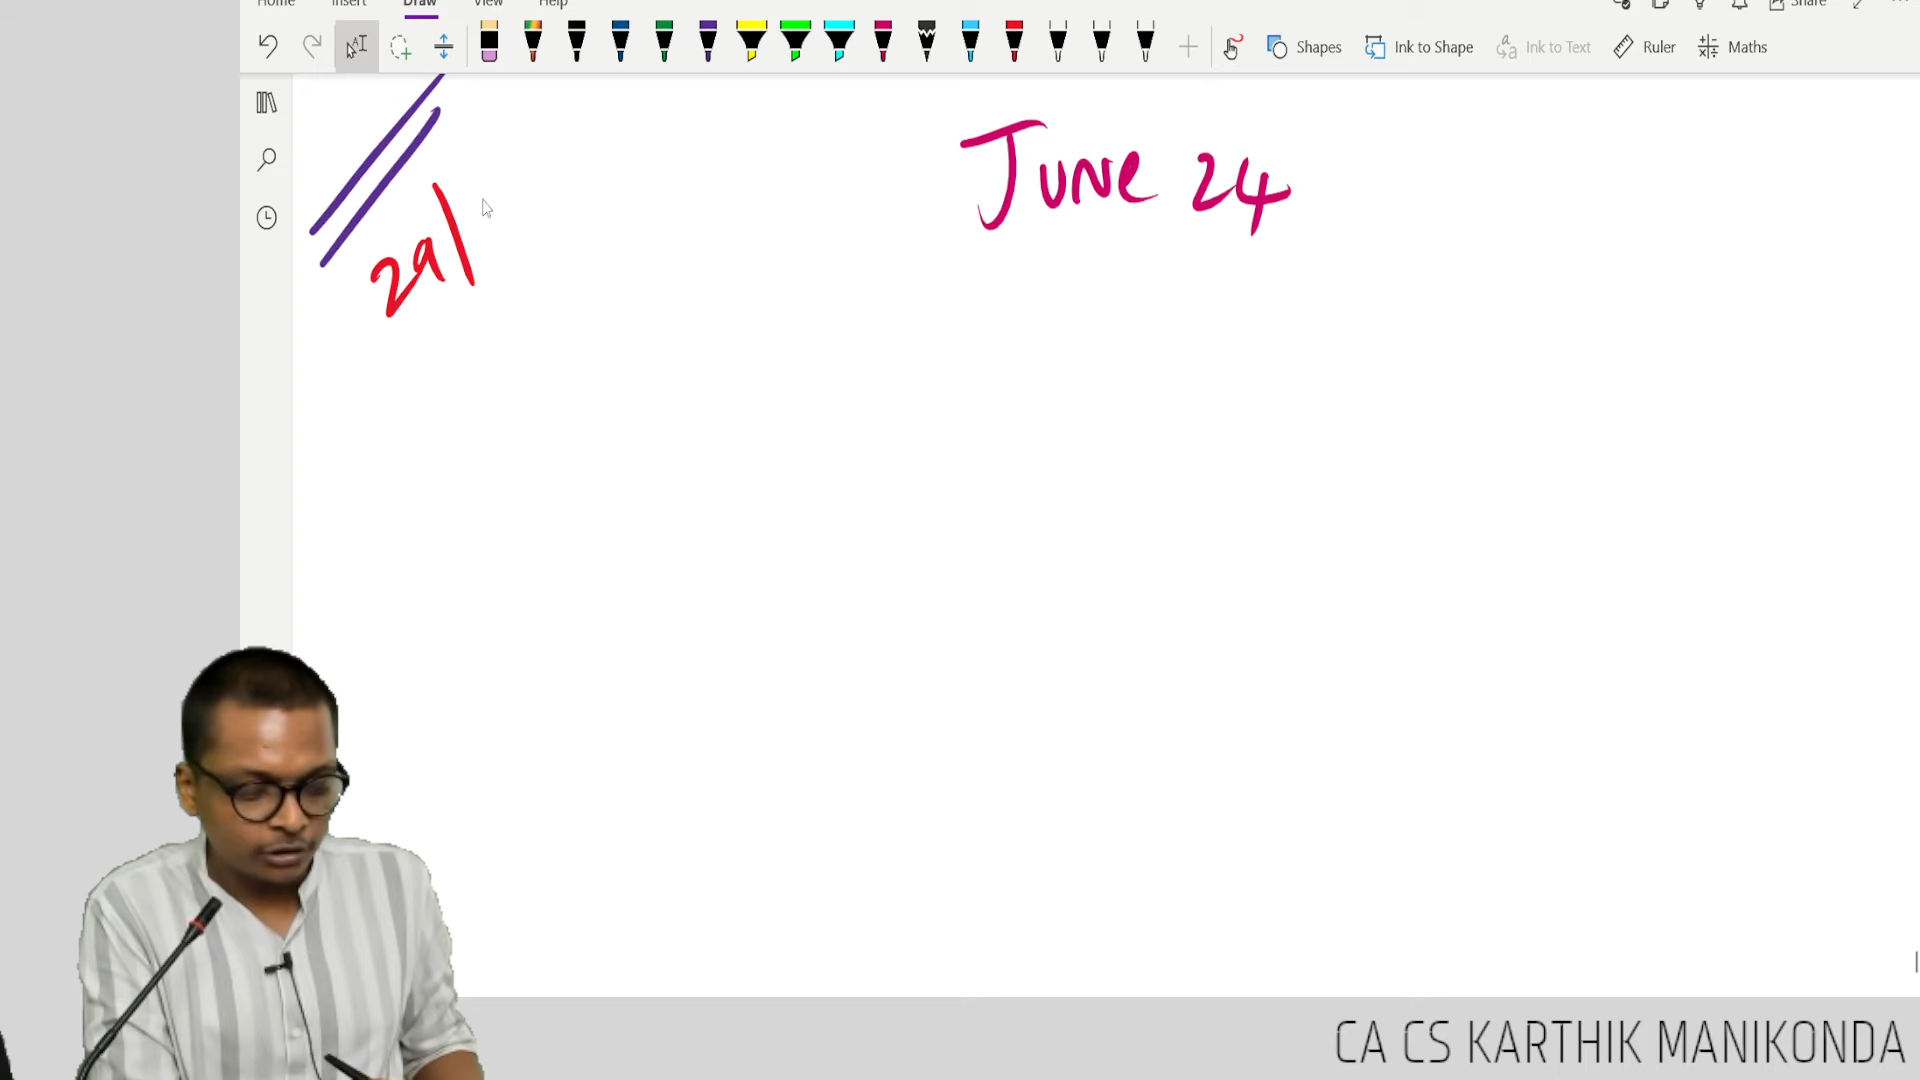 Home Insert Draw View Help Share
Shapes Ink to Shape Ink to Text Ruler Maths
June 24
2a)
CA CS KARTHIK MANIKONDA